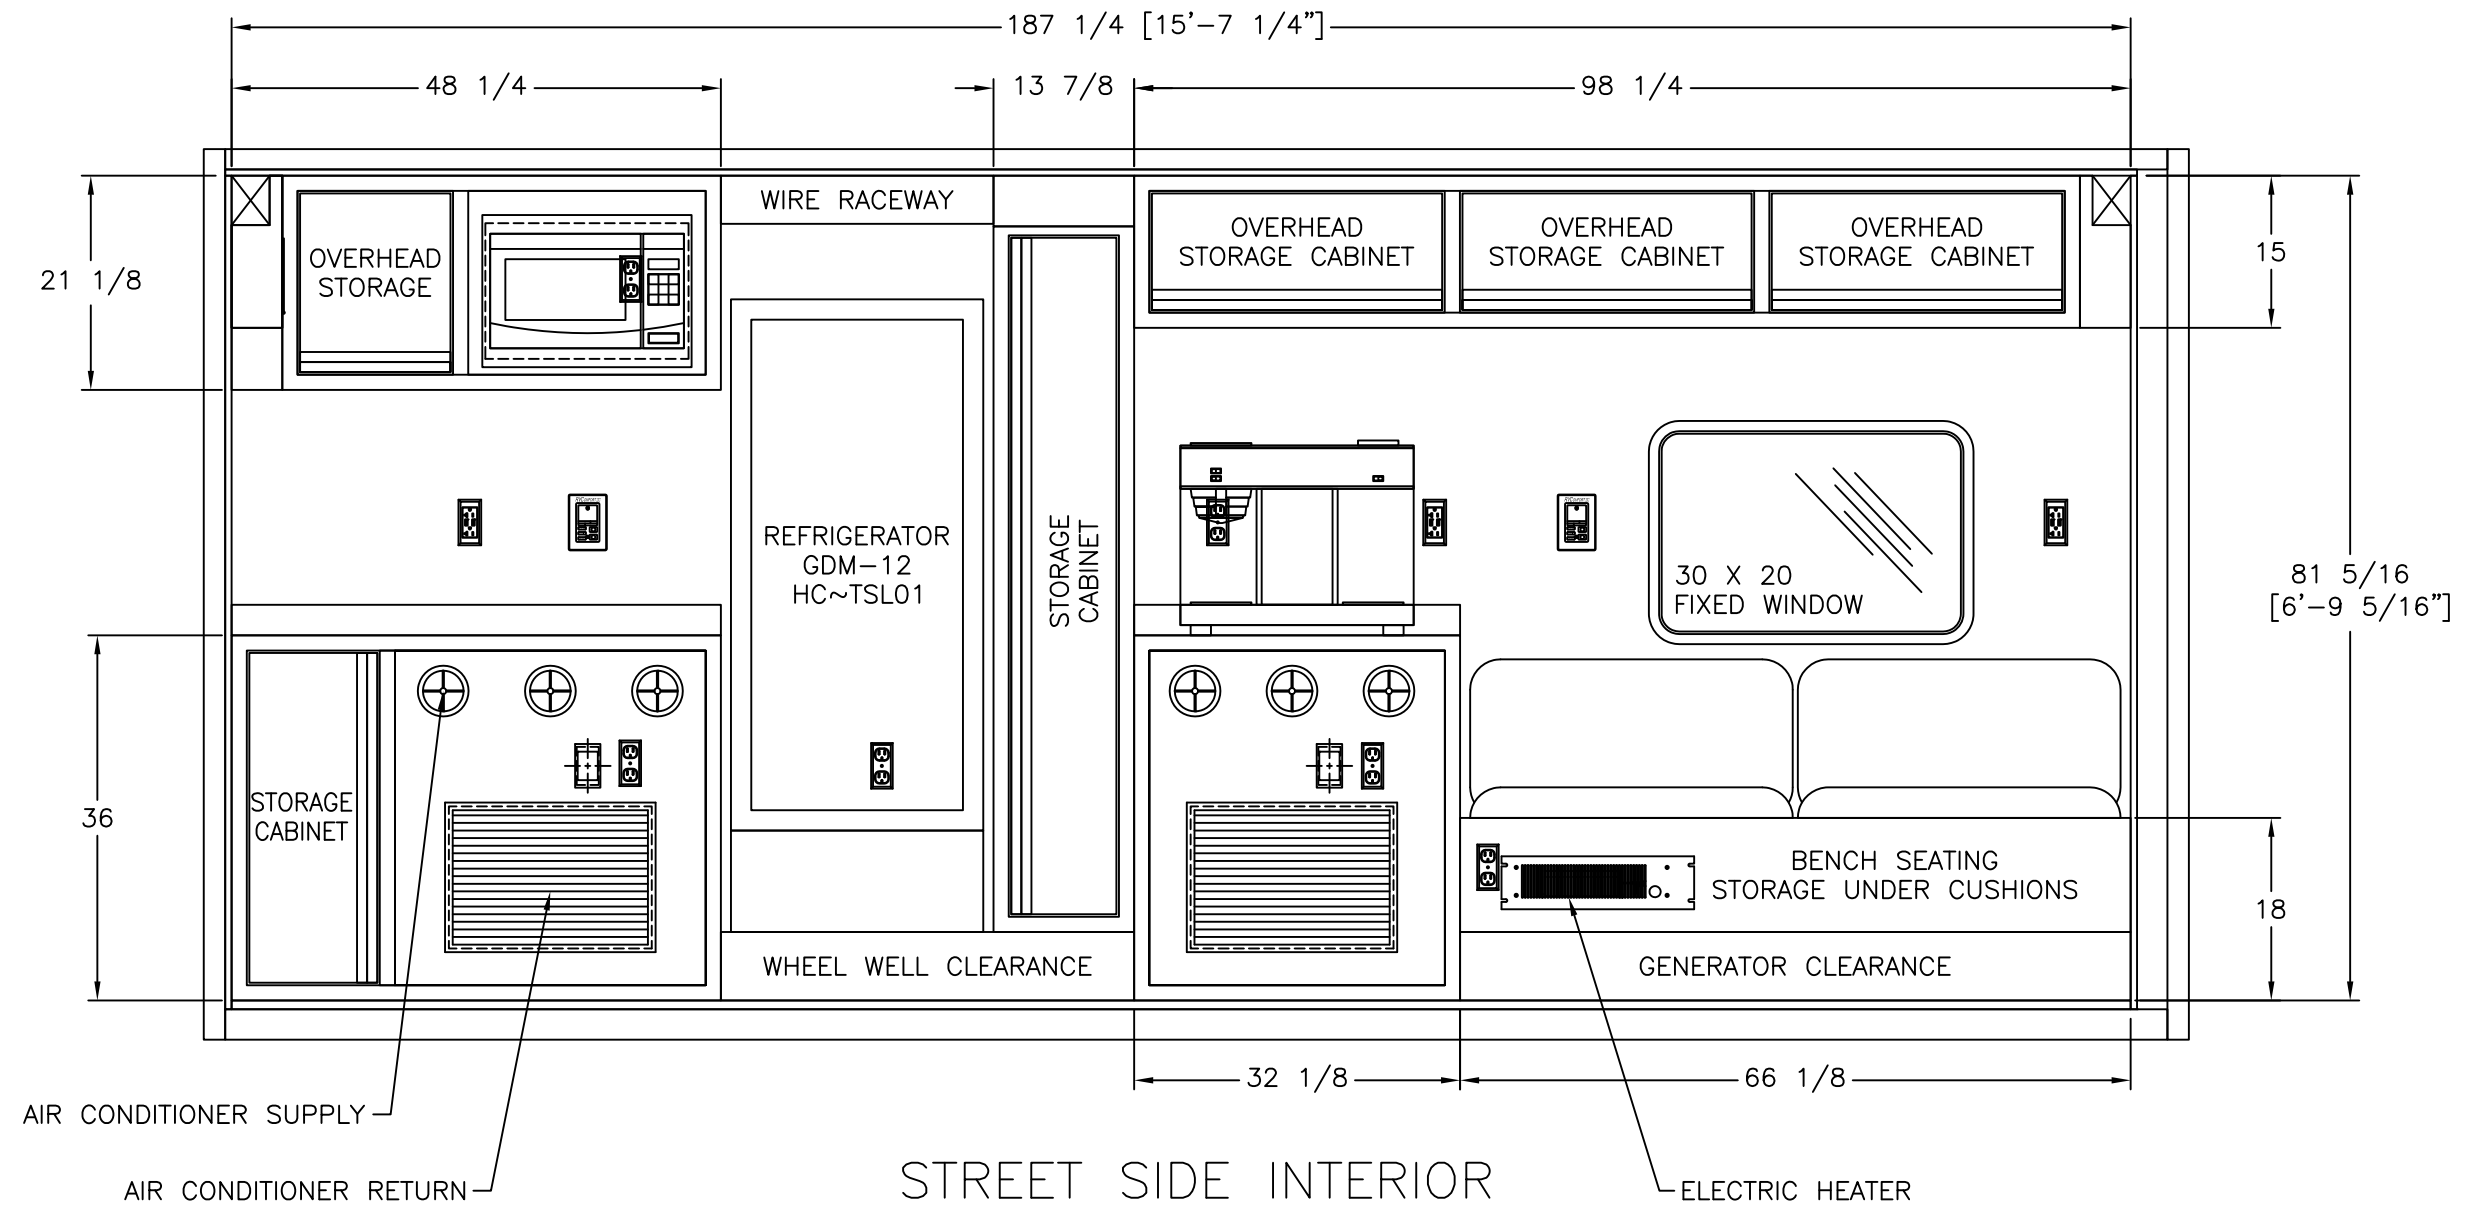 187 1/4 [15'-7 1/4"]
48 1/4
13 7/8
98 1/4
WIRE RACEWAY
OVERHEAD
STORAGE
OVERHEAD
STORAGE CABINET
OVERHEAD
STORAGE CABINET
OVERHEAD
STORAGE CABINET
21 1/8
15
REFRIGERATOR
GDM-12
HC~TSL01
STORAGE
CABINET
30 X 20
FIXED WINDOW
81 5/16
[6'-9 5/16"]
36
STORAGE
CABINET
BENCH SEATING
STORAGE UNDER CUSHIONS
18
WHEEL WELL CLEARANCE
GENERATOR CLEARANCE
32 1/8
66 1/8
AIR CONDITIONER SUPPLY
AIR CONDITIONER RETURN
STREET SIDE INTERIOR
ELECTRIC HEATER